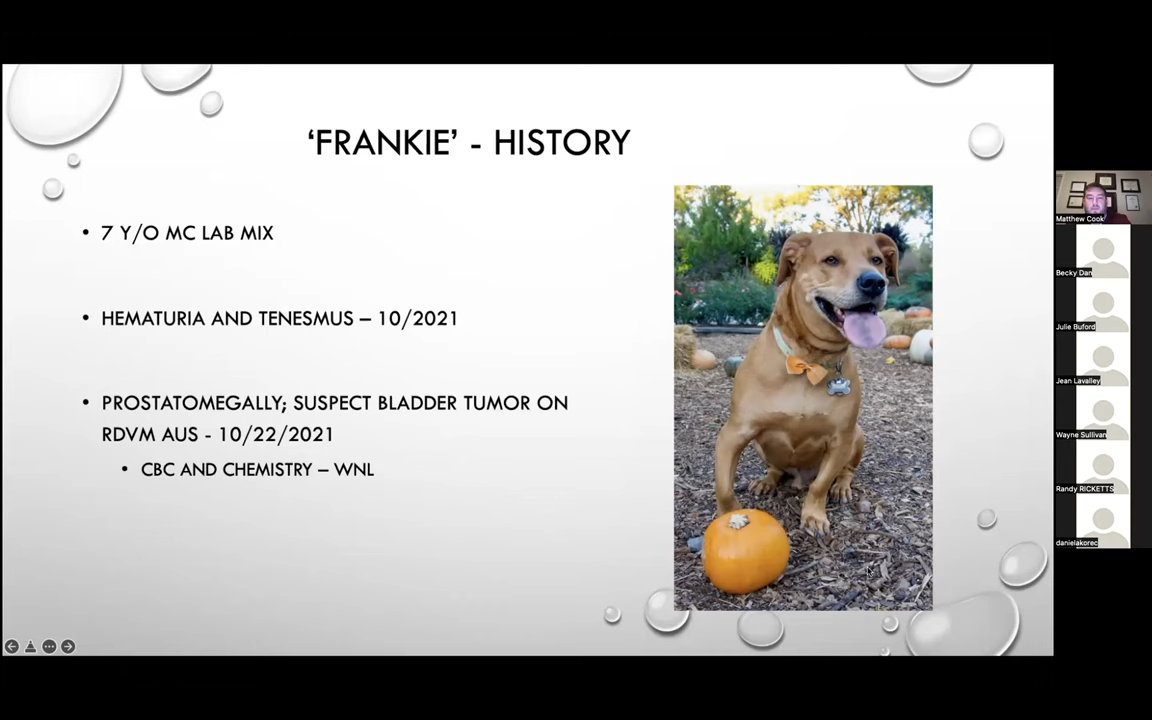 ‘FRANKIE’ - HISTORY
• 7 Y/O MC LAB MIX
• HEMATURIA AND TENESMUS – 10/2021
• PROSTATOMEGALLY; SUSPECT BLADDER TUMOR ON
RDVM AUS - 10/22/2021
• CBC AND CHEMISTRY – WNL
Matthew Cook
Becky Dan
Julie Buford
Jean Lavalley
Wayne Sullivan
Randy RICKETTS
danielakorec